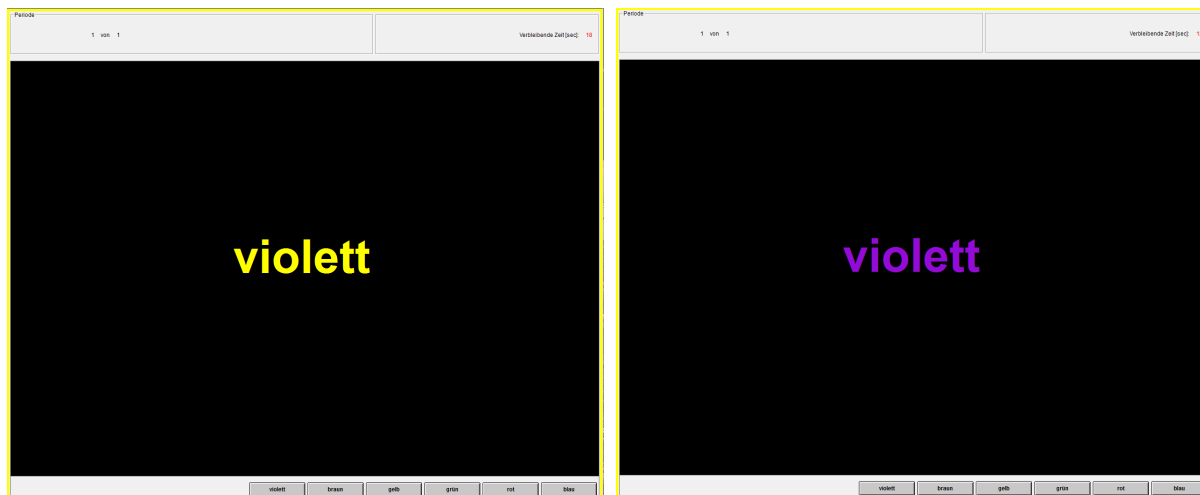 Periode
1 von 1
Verbleibende Zeit [sec]: 18
violett
violett braun gelb grün rot blau
Periode
1 von 1
Verbleibende Zeit [sec]:
violett
violett braun gelb grün rot blau